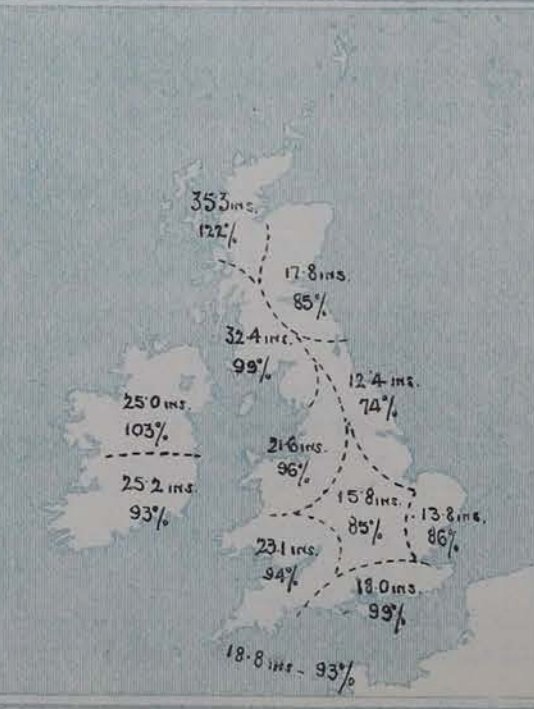 35·3 ins.
122%
17·8 ins.
85%
32·4 ins.
99%
12·4 ins.
74%
25·0 ins.
103%
21·6 ins.
96%
25·2 ins.
93%
15·8 ins.
85%
13·8 ins.
86%
23·1 ins.
94%
18·0 ins.
99%
18·8 ins - 93%